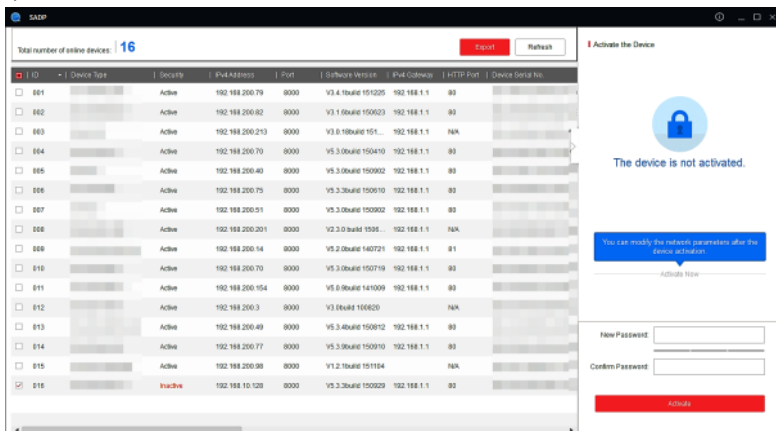 SADP
Total number of online devices: 16
Export
Refresh
ID | Device Type | Security | IPv4 Address | Port | Software Version | IPv4 Gateway | HTTP Port | Device Serial No.
001 Active 192.168.200.79 8000 V3.4.1build 151225 192.168.1.1 80
002 Active 192.168.200.82 8000 V3.1.6build 150623 192.168.1.1 80
003 Active 192.168.200.213 8000 V3.0.18build 151... 192.168.1.1 N/A
004 Active 192.168.200.70 8000 V5.3.0build 150410 192.168.1.1 80
005 Active 192.168.200.40 8000 V5.3.0build 150902 192.168.1.1 80
006 Active 192.168.200.75 8000 V5.3.3build 150610 192.168.1.1 80
007 Active 192.168.200.51 8000 V5.3.0build 150902 192.168.1.1 80
008 Active 192.168.200.201 8000 V2.3.0 build 1506... 192.168.1.1 N/A
009 Active 192.168.200.14 8000 V5.2.0build 140721 192.168.1.1 81
010 Active 192.168.200.70 8000 V5.3.0build 150719 192.168.1.1 80
011 Active 192.168.200.154 8000 V5.0.9build 141009 192.168.1.1 80
012 Active 192.168.200.3 8000 V3.0build 100820 N/A
013 Active 192.168.200.49 8000 V5.3.4build 150812 192.168.1.1 80
014 Active 192.168.200.77 8000 V5.3.9build 150910 192.168.1.1 80
015 Active 192.168.200.98 8000 V1.2.1build 151104 N/A
016 Inactive 192.168.10.128 8000 V5.3.3build 150929 192.168.1.1 80
Activate the Device
The device is not activated.
You can modify the network parameters after the
device activation.
Activate Now
New Password:
Confirm Password:
Activate